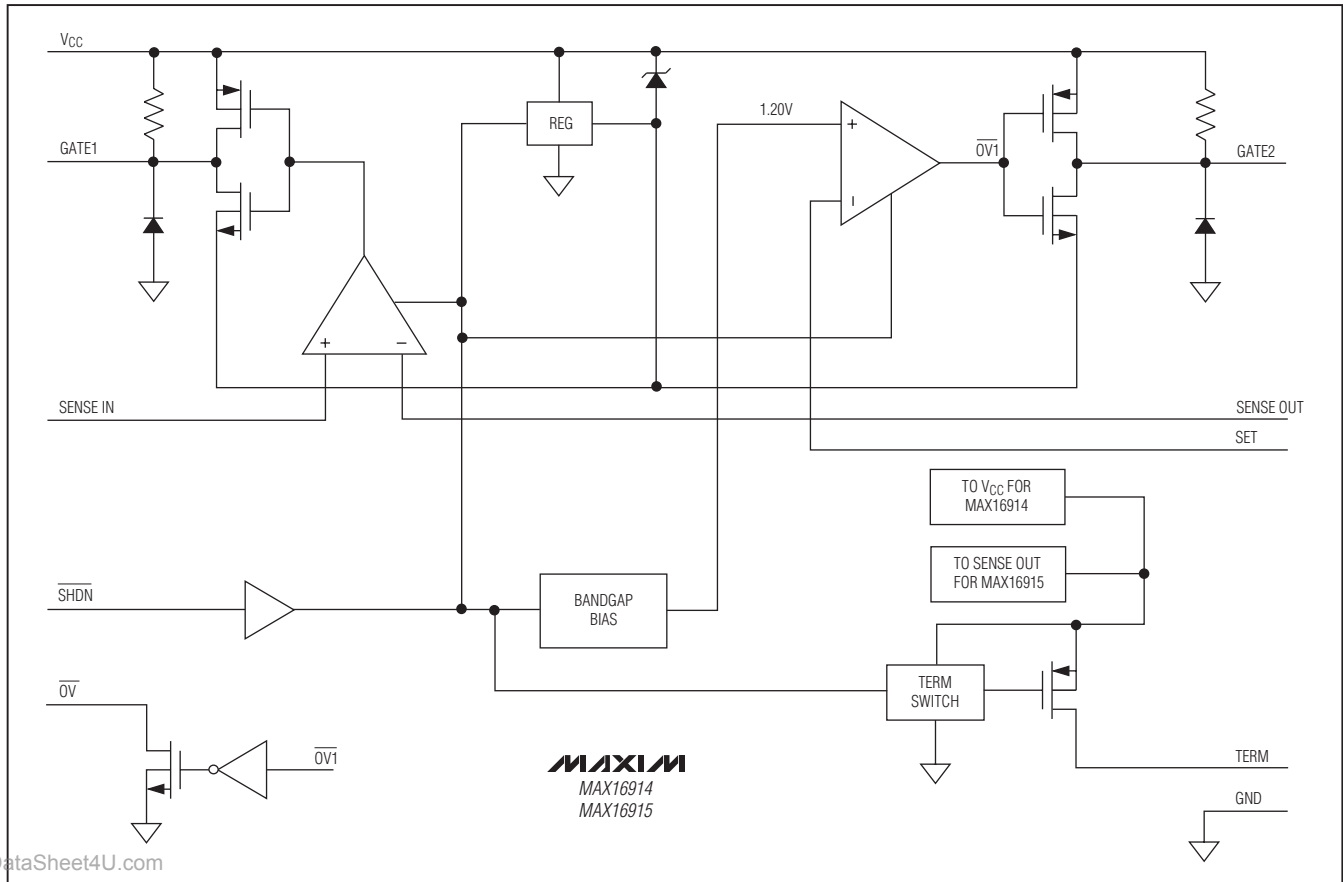 VCC
REG
1.20V
+
−
OV1
GATE1
GATE2
+ −
SENSE IN
SENSE OUT
SET
TO VCC FOR
MAX16914
TO SENSE OUT
FOR MAX16915
SHDN
BANDGAP
BIAS
TERM
SWITCH
OV
OV1
MAXIM
MAX16914
MAX16915
TERM
GND
DataSheet4U.com